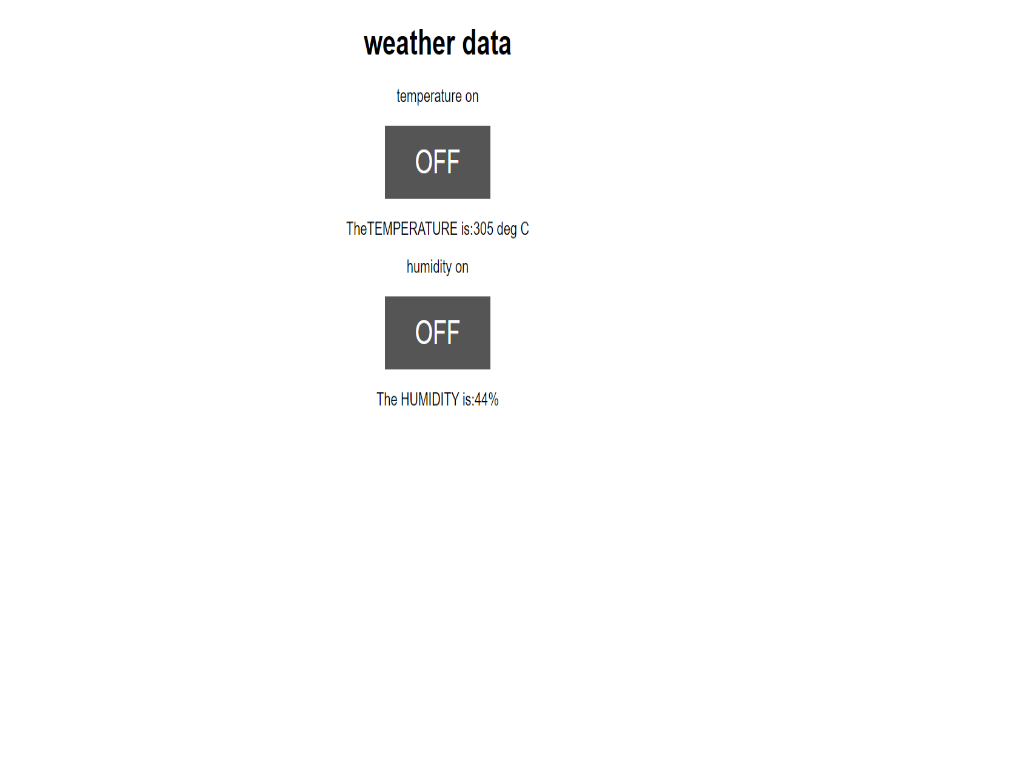 weather data
temperature on
OFF
TheTEMPERATURE is:305 deg C
humidity on
OFF
The HUMIDITY is:44%